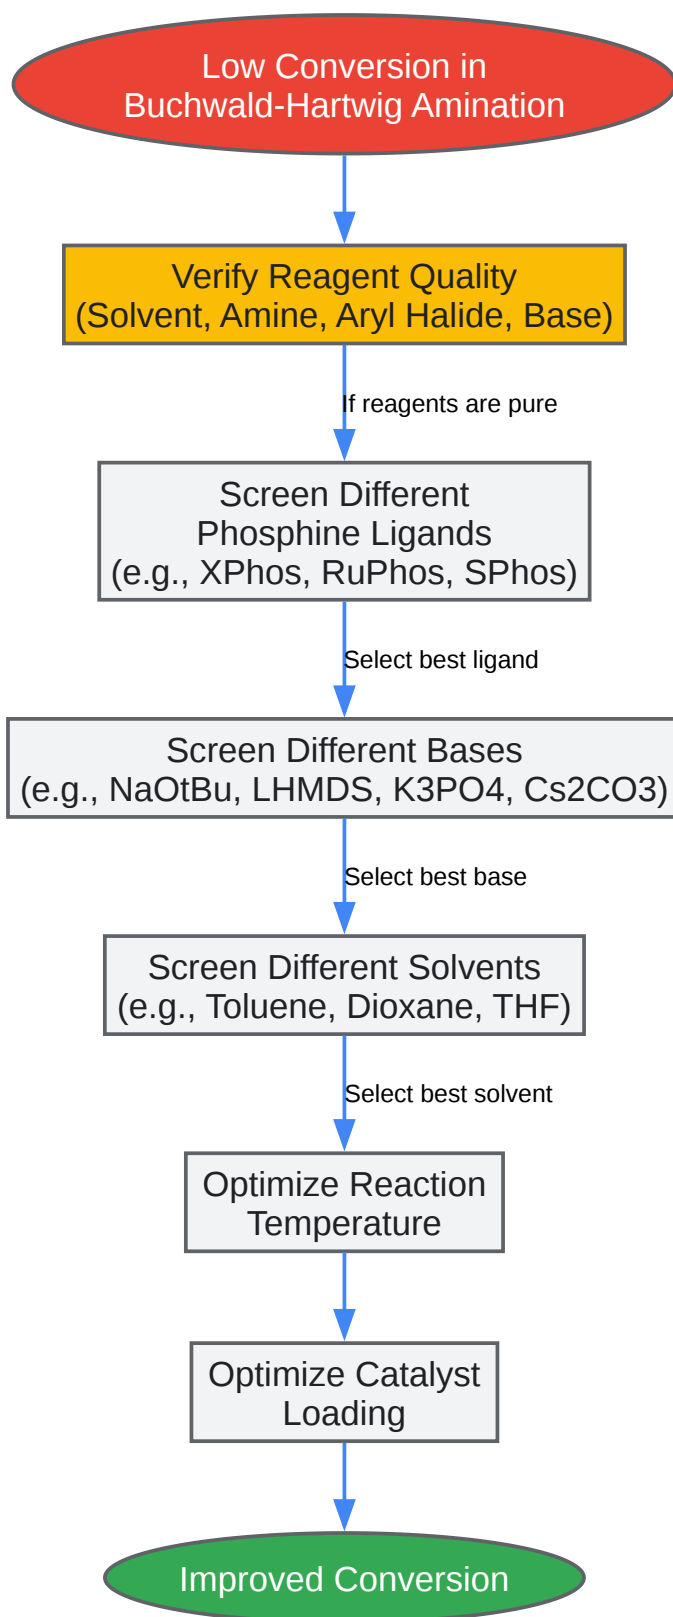 Low Conversion in
Buchwald-Hartwig Amination
Verify Reagent Quality
(Solvent, Amine, Aryl Halide, Base)
If reagents are pure
Screen Different
Phosphine Ligands
(e.g., XPhos, RuPhos, SPhos)
Select best ligand
Screen Different Bases
(e.g., NaOtBu, LHMDS, K3PO4, Cs2CO3)
Select best base
Screen Different Solvents
(e.g., Toluene, Dioxane, THF)
Select best solvent
Optimize Reaction
Temperature
Optimize Catalyst
Loading
Improved Conversion